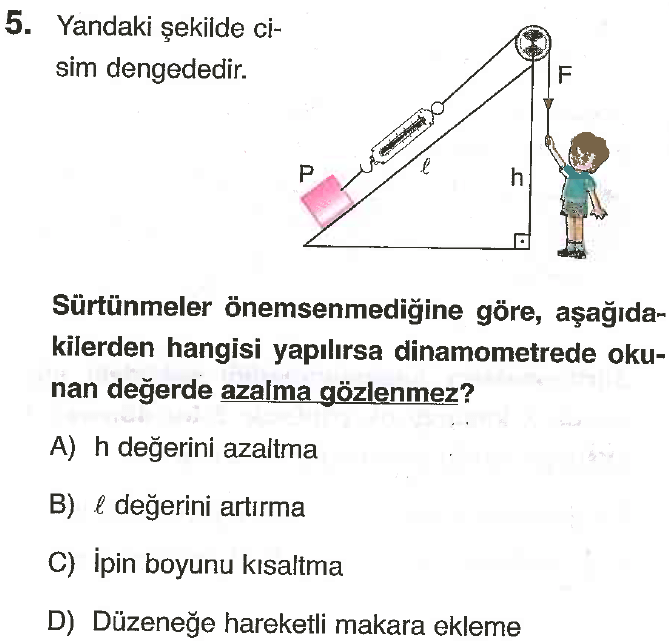 5. Yandaki şekilde ci-
sim dengededir.
F
P
ℓ
h
Sürtünmeler önemsenmediğine göre, aşağıda-
kilerden hangisi yapılırsa dinamometrede oku-
nan değerde azalma gözlenmez?
A) h değerini azaltma
B) ℓ değerini artırma
C) İpin boyunu kısaltma
D) Düzeneğe hareketli makara ekleme